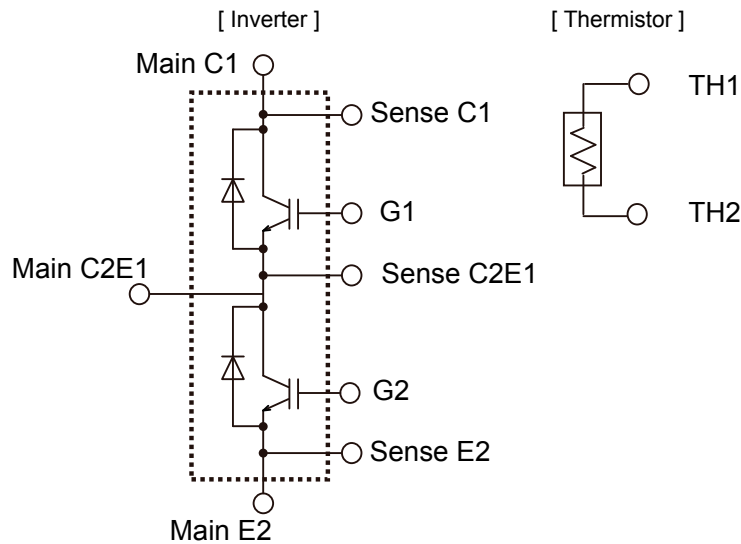 [ Inverter ]
[ Thermistor ]
Main C1
TH1
Sense C1
G1
TH2
Main C2E1
Sense C2E1
G2
Sense E2
Main E2